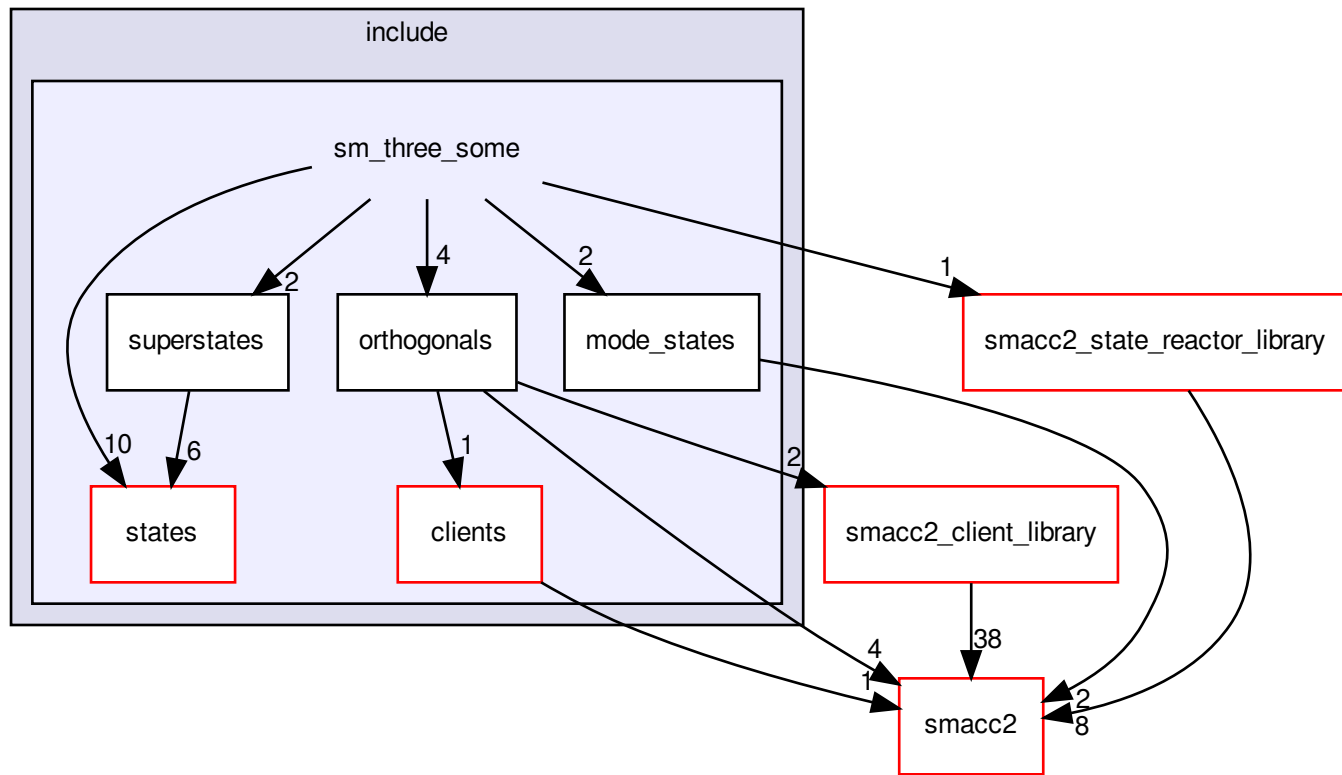 include
sm_three_some
1
2
4
2
superstates
orthogonals
mode_states
smacc2_state_reactor_library
10
6
1
2
states
clients
smacc2_client_library
4
38
1
2
8
smacc2